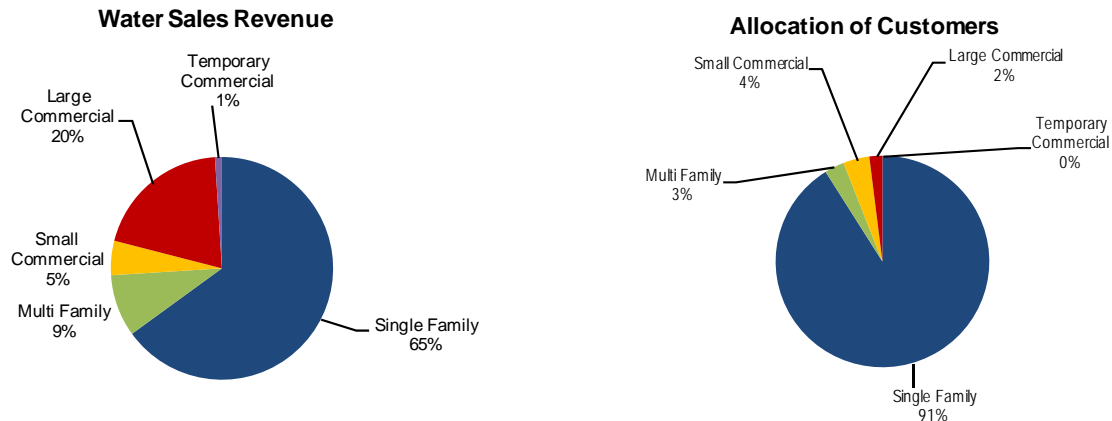 Water Sales Revenue
Temporary
Commercial
1%
Large
Commercial
20%
Small
Commercial
5%
Multi Family
9%
Single Family
65%
Allocation of Customers
Small Commercial
4%
Large Commercial
2%
Temporary
Commercial
0%
Multi Family
3%
Single Family
91%